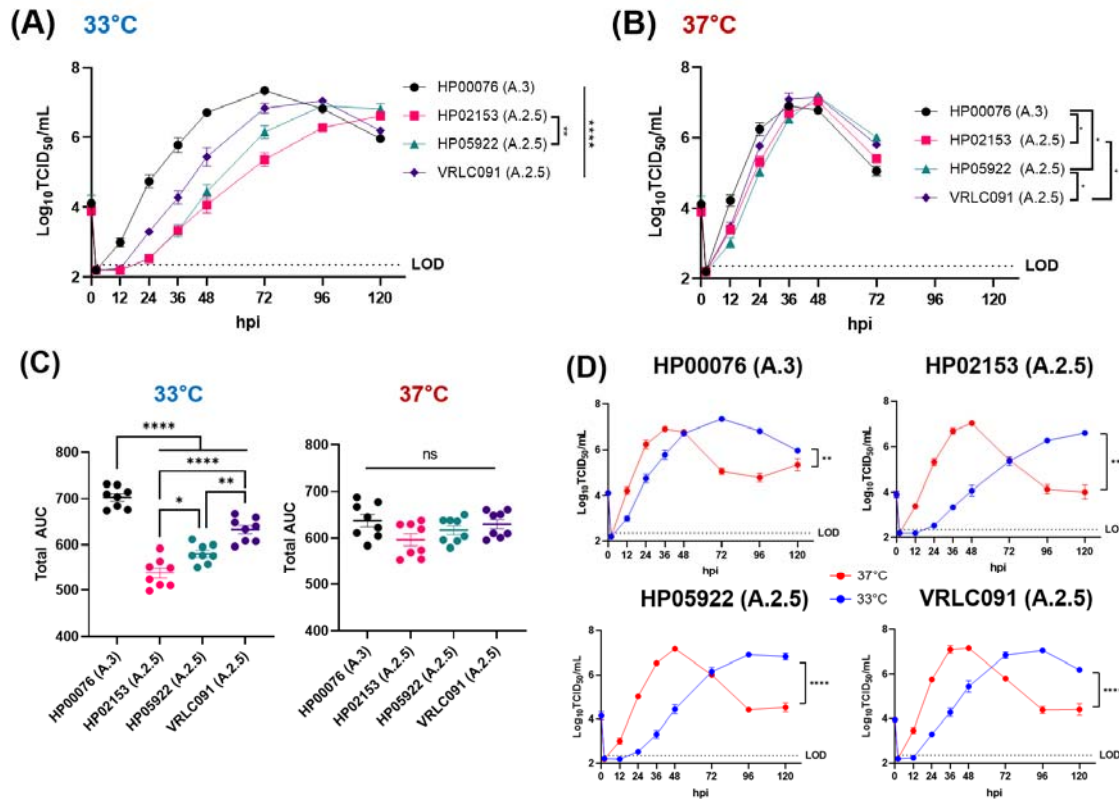 (A) 33°C
Log10TCID50/mL
8
6
4
2
0 12 24 36 48 72 96 120
hpi
LOD
HP00076 (A.3)
HP02153 (A.2.5)
HP05922 (A.2.5)
VRLC091 (A.2.5)
**
****
(B) 37°C
Log10TCID50/mL
8
6
4
2
0 12 24 36 48 72 96 120
hpi
LOD
HP00076 (A.3)
HP02153 (A.2.5)
HP05922 (A.2.5)
VRLC091 (A.2.5)
*
*
*
*
(C)
33°C
Total AUC
800
700
600
500
400
****
****
*
**
HP00076 (A.3)
HP02153 (A.2.5)
HP05922 (A.2.5)
VRLC091 (A.2.5)
37°C
Total AUC
800
700
600
500
400
ns
HP00076 (A.3)
HP02153 (A.2.5)
HP05922 (A.2.5)
VRLC091 (A.2.5)
(D)
HP00076 (A.3)
Log10TCID50/mL
8
6
4
2
0 12 24 36 48 72 96 120
hpi
LOD
**
HP02153 (A.2.5)
Log10TCID50/mL
8
6
4
2
0 12 24 36 48 72 96 120
hpi
LO
**
37°C
33°C
HP05922 (A.2.5)
Log10TCID50/mL
8
6
4
2
0 12 24 36 48 72 96 120
hpi
LOD
****
VRLC091 (A.2.5)
Log10TCID50/mL
8
6
4
2
0 12 24 36 48 72 96 120
hpi
LOD
****